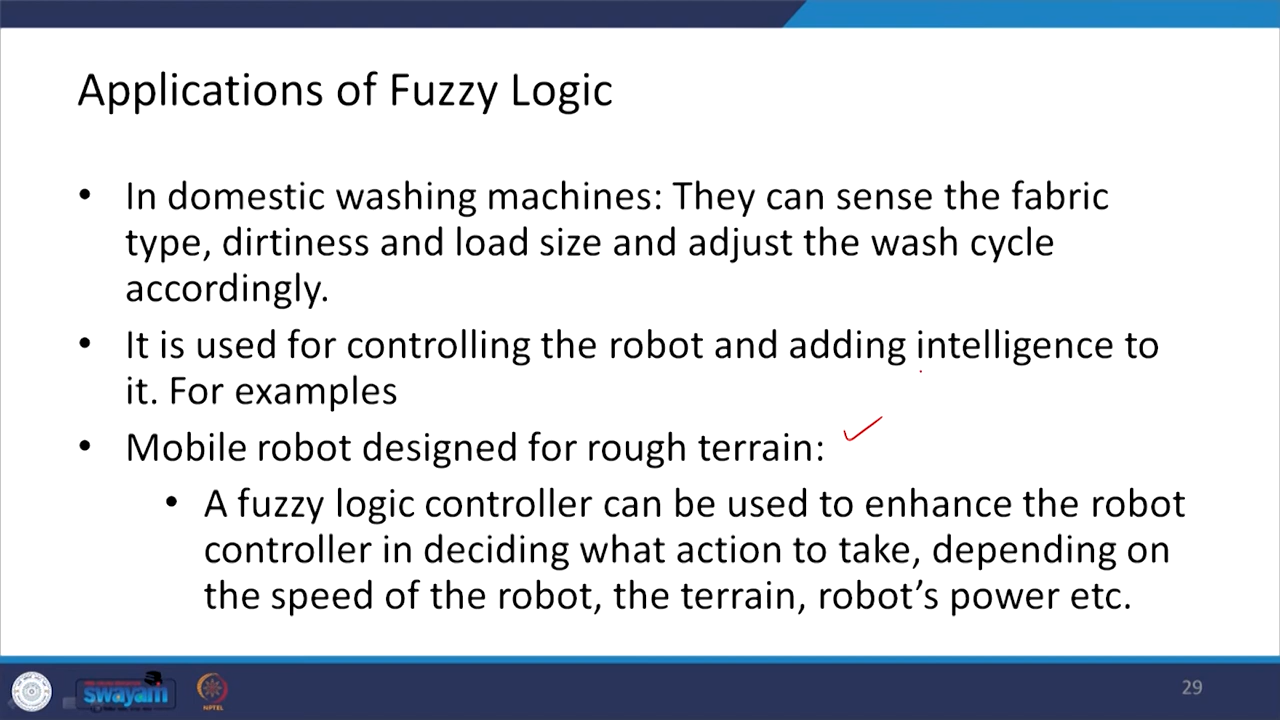 Applications of Fuzzy Logic
• In domestic washing machines: They can sense the fabric
type, dirtiness and load size and adjust the wash cycle
accordingly.
• It is used for controlling the robot and adding intelligence to
it. For examples
• Mobile robot designed for rough terrain:
• A fuzzy logic controller can be used to enhance the robot
controller in deciding what action to take, depending on
the speed of the robot, the terrain, robot’s power etc.
swayam
NPTEL
29